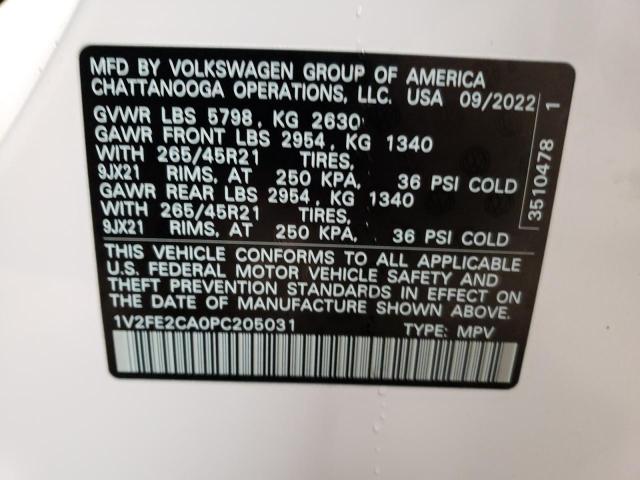 MFD BY VOLKSWAGEN GROUP OF AMERICA
CHATTANOOGA OPERATIONS, LLC. USA 09/2022
GVWR LBS 5798, KG 2630
GAWR FRONT LBS 2954, KG 1340
WITH 265/45R21 TIRES,
9JX21 RIMS, AT 250 KPA, 36 PSI COLD
GAWR REAR LBS 2954, KG 1340
WITH 265/45R21 TIRES,
9JX21 RIMS, AT 250 KPA, 36 PSI COLD
THIS VEHICLE CONFORMS TO ALL APPLICABLE
U.S. FEDERAL MOTOR VEHICLE SAFETY AND
THEFT PREVENTION STANDARDS IN EFFECT ON
THE DATE OF MANUFACTURE SHOWN ABOVE.
1V2FE2CA0PC205031 TYPE: MPV
3510478 1